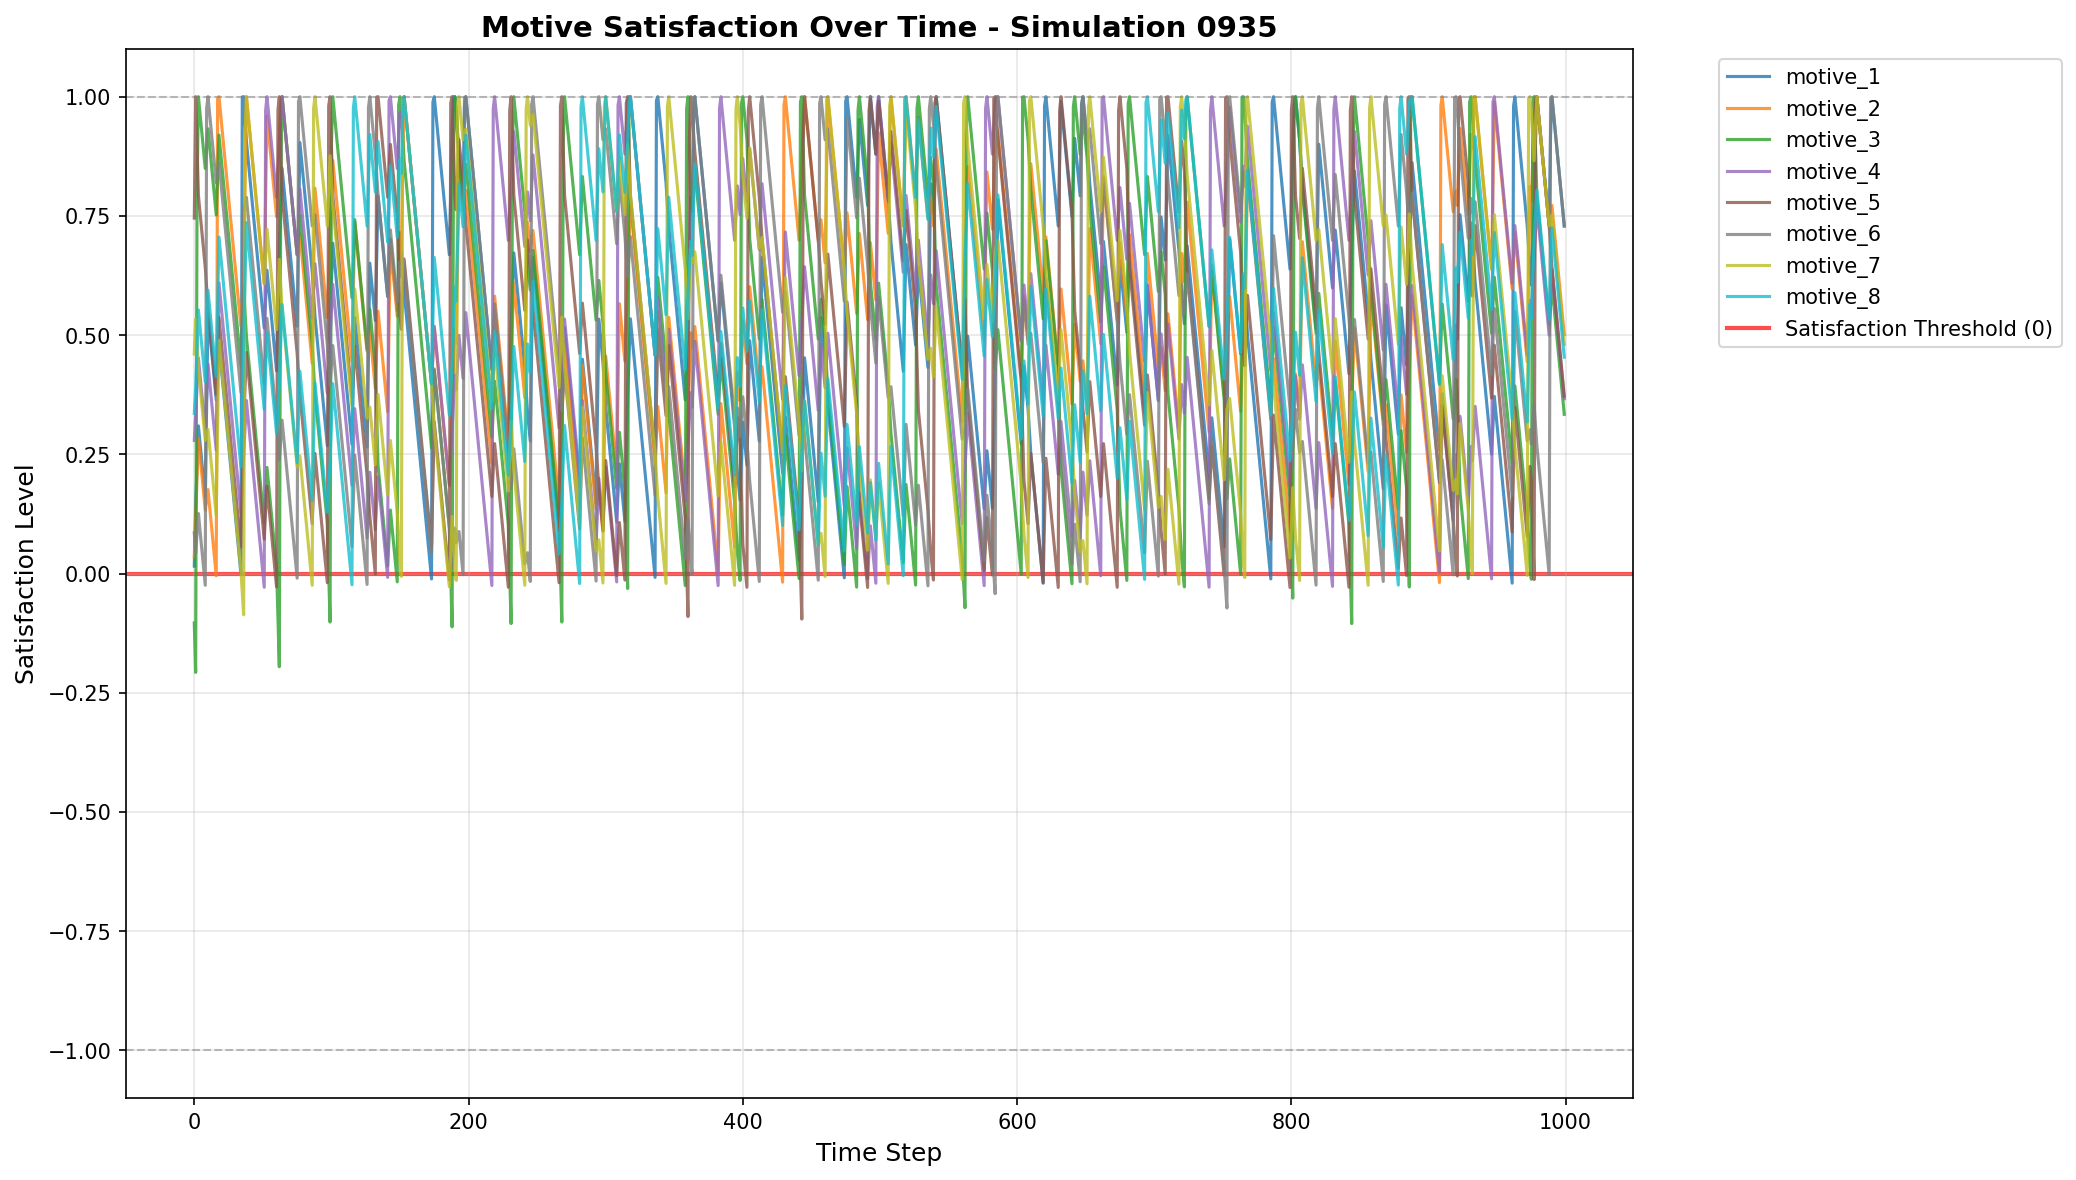 Motive Satisfaction Over Time - Simulation 0935
1.00
0.75
0.50
0.25
0.00
−0.25
−0.50
−0.75
−1.00
Satisfaction Level
0
200
400
600
800
1000
Time Step
motive_1
motive_2
motive_3
motive_4
motive_5
motive_6
motive_7
motive_8
Satisfaction Threshold (0)